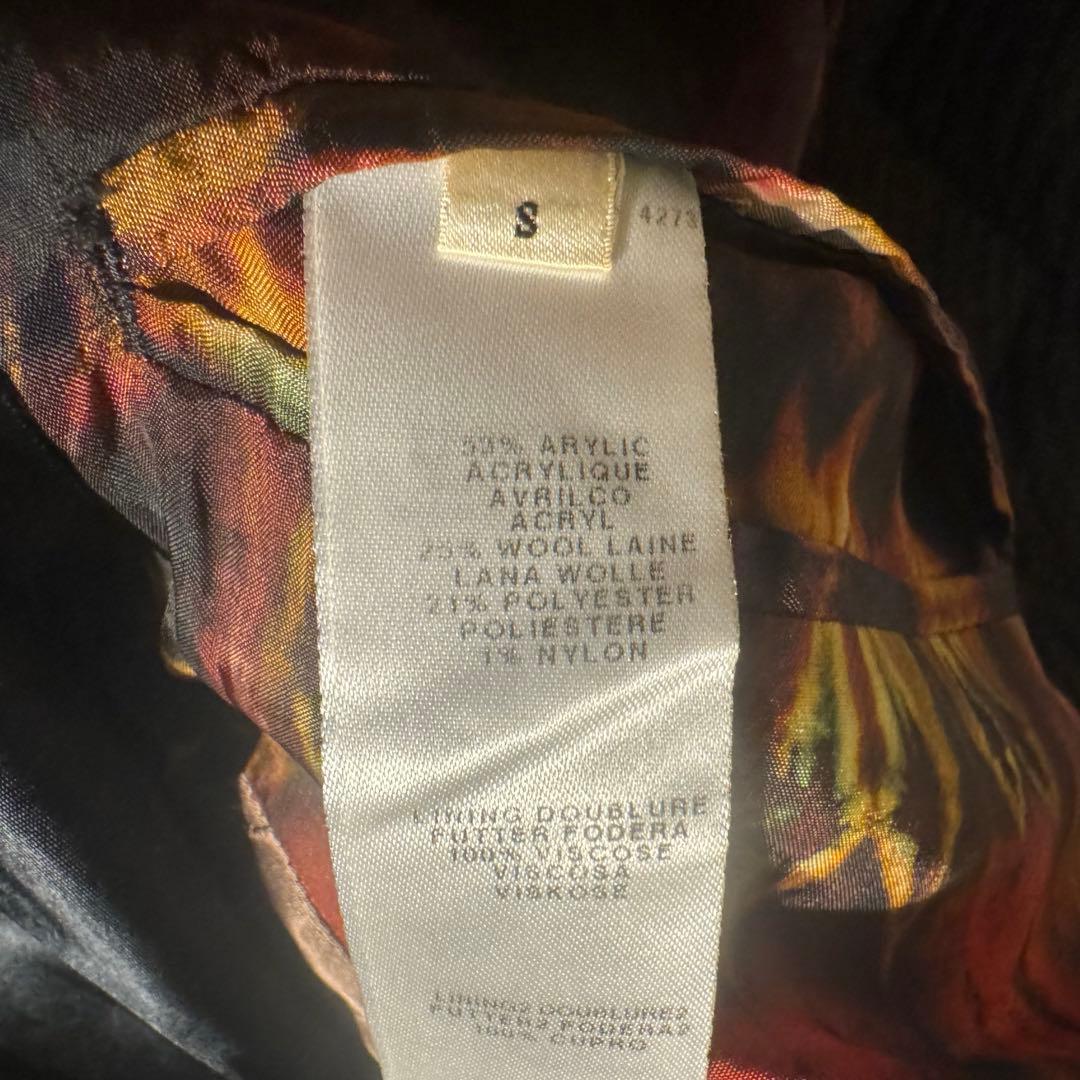 S
4273
53% ARYLIC
ACRYLIQUE
AVRILCO
ACRYL
25% WOOL LAINE
LANA WOLLE
21% POLYESTER
POLIESTERE
1% NYLON
LINING DOUBLURE
FUTTER FODERA
100% VISCOSE
VISCOSA
VISKOSE
LINING2 DOUBLURE2
FUTTER2 FODERA2
100% CUPRO